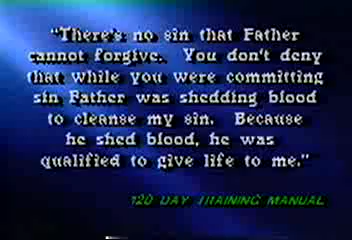 "There's no sin that Father
cannot forgive. You don't deny
that while you were committing
sin Father was shedding blood
to cleanse my sin. Because
he shed blood, he was
qualified to give life to me."
120 DAY TRAINING MANUAL